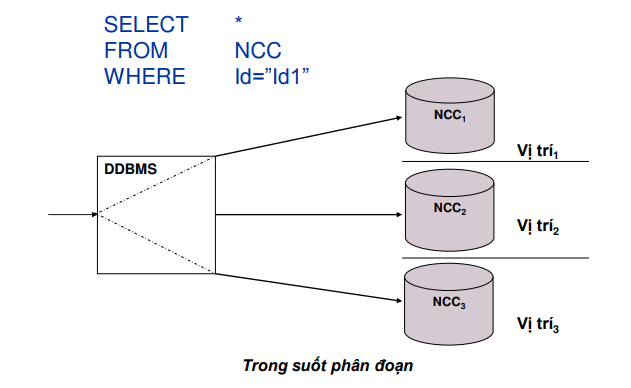 SELECT *
FROM NCC
WHERE Id=”Id1”
NCC1
Vị trí1
DDBMS
NCC2
Vị trí2
NCC3
Vị trí3
Trong suốt phân đoạn